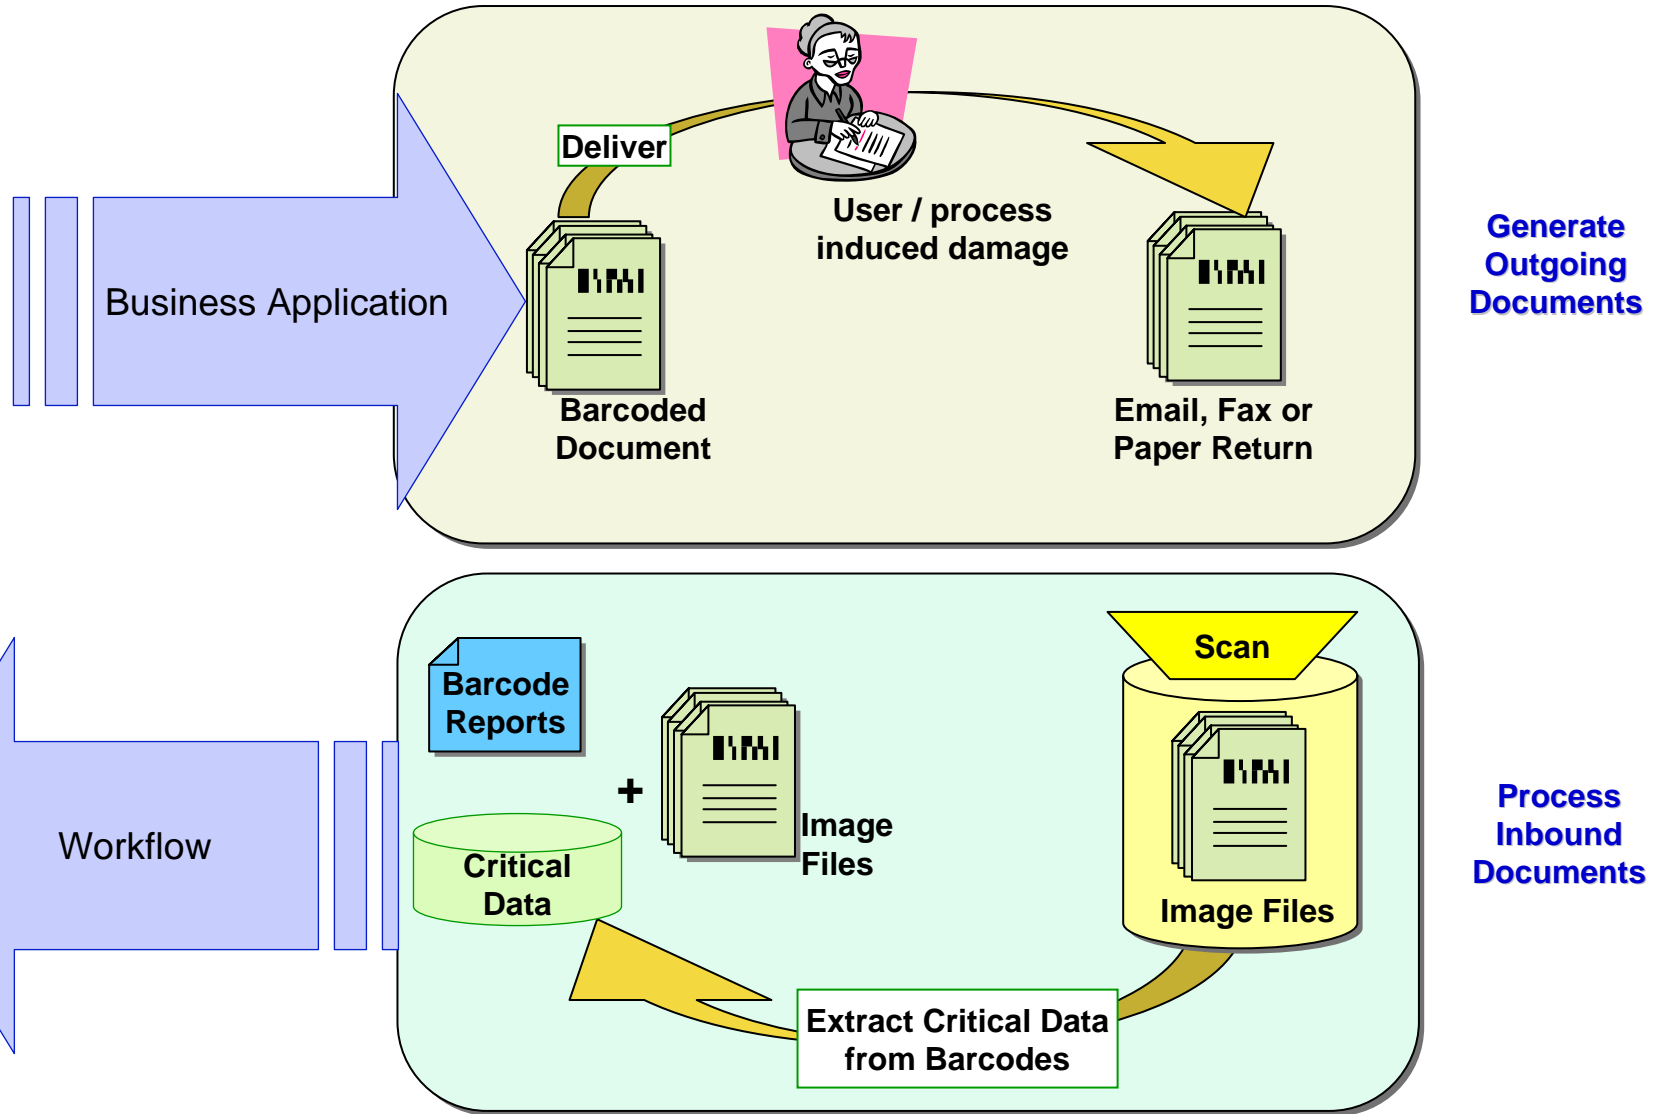 Deliver
User / process
induced damage
Business Application
Barcoded
Document
Email, Fax or
Paper Return
Generate
Outgoing
Documents
Scan
Barcode
Reports
+
Image
Files
Critical
Data
Workflow
Image Files
Extract Critical Data
from Barcodes
Process
Inbound
Documents